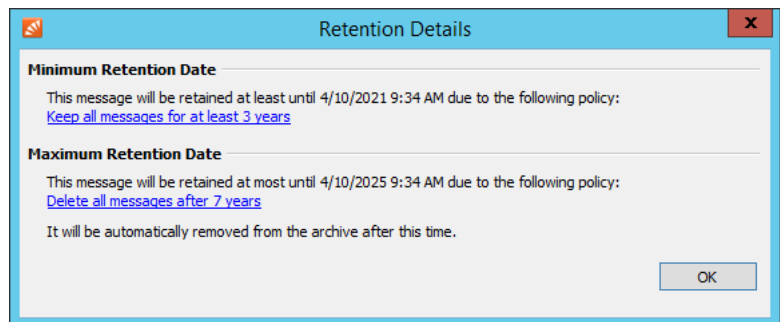 Retention Details
x
Minimum Retention Date
This message will be retained at least until 4/10/2021 9:34 AM due to the following policy:
Keep all messages for at least 3 years
Maximum Retention Date
This message will be retained at most until 4/10/2025 9:34 AM due to the following policy:
Delete all messages after 7 years
It will be automatically removed from the archive after this time.
OK